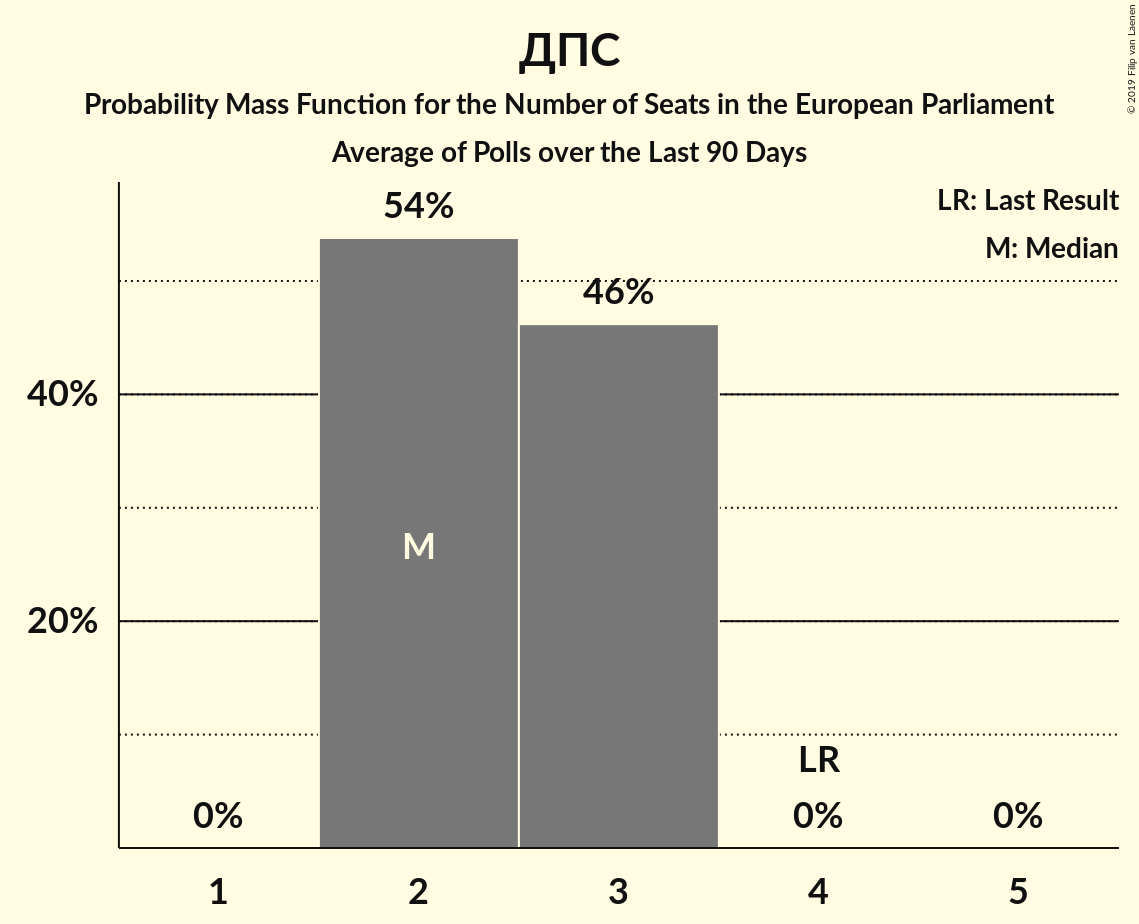 ДПС
Probability Mass Function for the Number of Seats in the European Parliament
Average of Polls over the Last 90 Days
© 2019 Filip van Laenen
LR: Last Result
M: Median
54%
46%
40%
20%
M
LR
0%
0%
0%
1 2 3 4 5